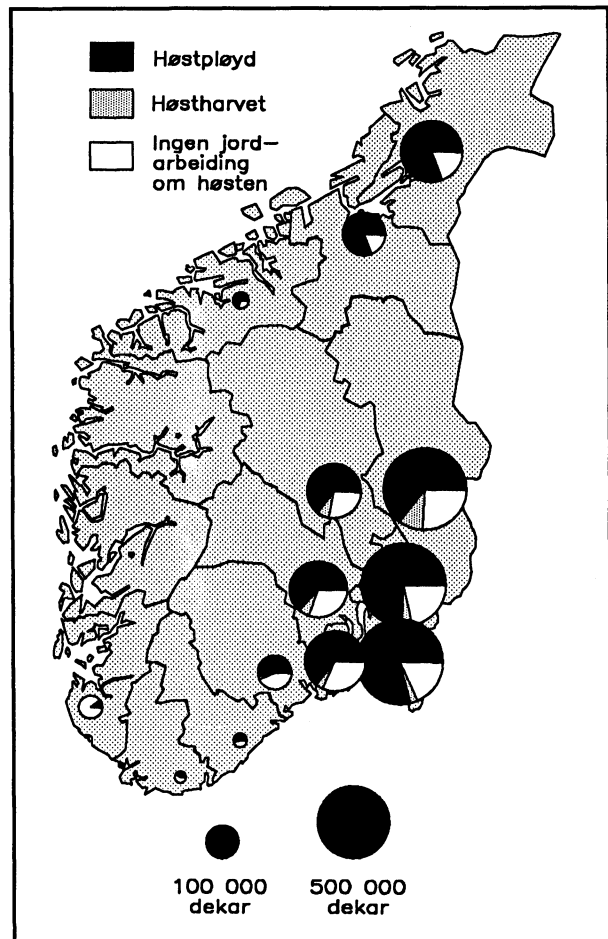 Høstpløyd
Høstharvet
Ingen jord-
arbeiding
om høsten
100 000
dekar
500 000
dekar